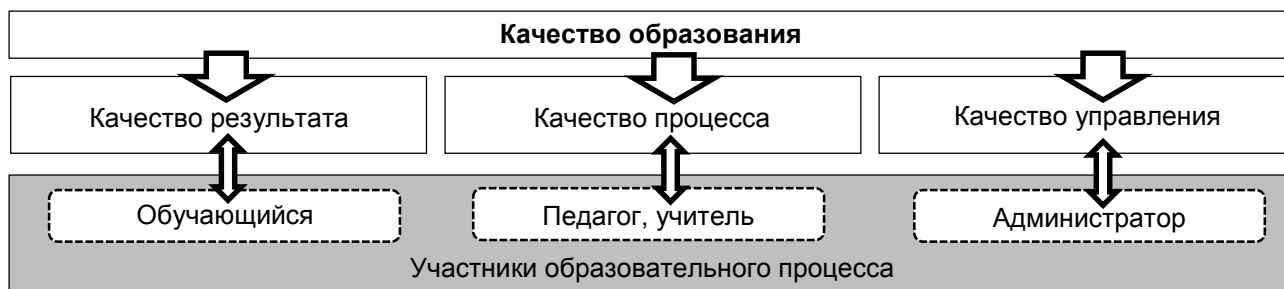 Качество образования
Качество результата
Качество процесса
Качество управления
Обучающийся
Педагог, учитель
Администратор
Участники образовательного процесса